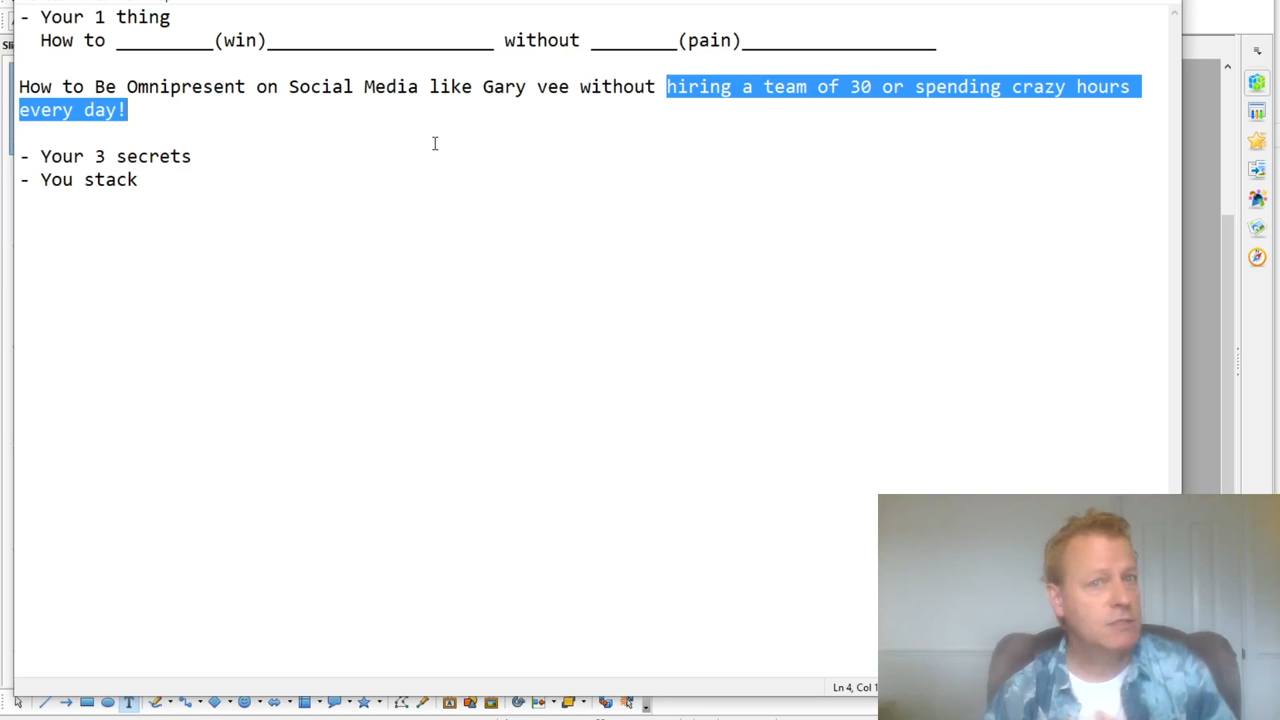 - Your 1 thing
How to _________(win)_____________________ without ________(pain)__________________
How to Be Omnipresent on Social Media like Gary vee without hiring a team of 30 or spending crazy hours
every day!
- Your 3 secrets
- You stack
Ln 4, Col 1